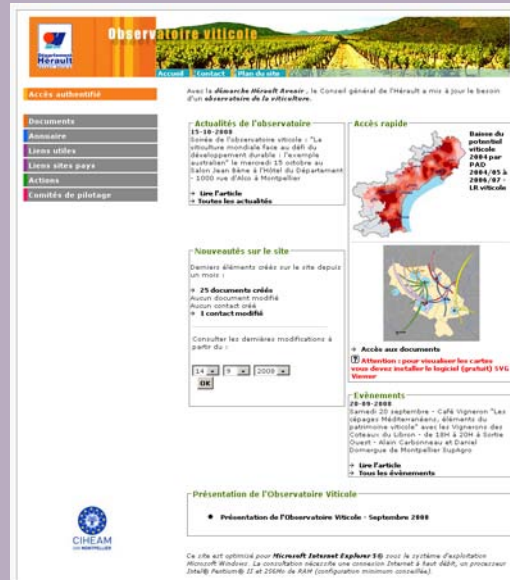 Observatoire viticole
Département
Hérault
Accueil Contact Plan du site
Accès authentifié
Documents
Annuaire
Liens utiles
Liens sites pays
Actions
Comités de pilotage
Avec la démarche Hérault Avenir, le Conseil général de l'Hérault a mis à jour le besoin
d'un observatoire de la viticulture.
Actualités de l'observatoire
15-10-2008
Soirée de l'observatoire viticole : "La
viticulture mondiale face au défi du
développement durable : l'exemple
australien" le mercredi 15 octobre au
Salon Jean Bène à l'Hôtel du Département
- 1000 rue d'Alco à Montpellier
→ Lire l'article
→ Toutes les actualités
Nouveautés sur le site
Derniers éléments créés sur le site depuis
un mois :
→ 25 documents créés
Aucun document modifié
Aucun contact créé
→ 1 contact modifié
Consulter les dernières modifications à
partir du :
14 9 2008
OK
Accès rapide
Baisse du
potentiel
viticole
2004 par
PAD
2004/05 à
2006/07 -
LR viticole
→ Accès aux documents
? Attention : pour visualiser les cartes
vous devez installer le logiciel (gratuit) SVG
Viewer
Evènements
20-09-2008
Samedi 20 septembre - Café Vigneron "Les
cépages Méditerranéens, éléments du
patrimoine viticole" avec les Vignerons des
Coteaux du Libron - de 18H à 20H à Sortie
Ouest - Alain Carbonneau et Daniel
Domergue de Montpellier SupAgro
→ Lire l'article
→ Tous les évènements
Présentation de l'Observatoire Viticole
• Présentation de l'Observatoire Viticole - Septembre 2008
CIHEAM
IAM MONTPELLIER
Ce site est optimisé pour Microsoft Internet Explorer 5® sous le système d'exploitation
Microsoft Windows. La consultation nécessite une connexion Internet à haut débit, un processeur
Intel® Pentium® II et 256Mo de RAM (configuration minimum conseillée).